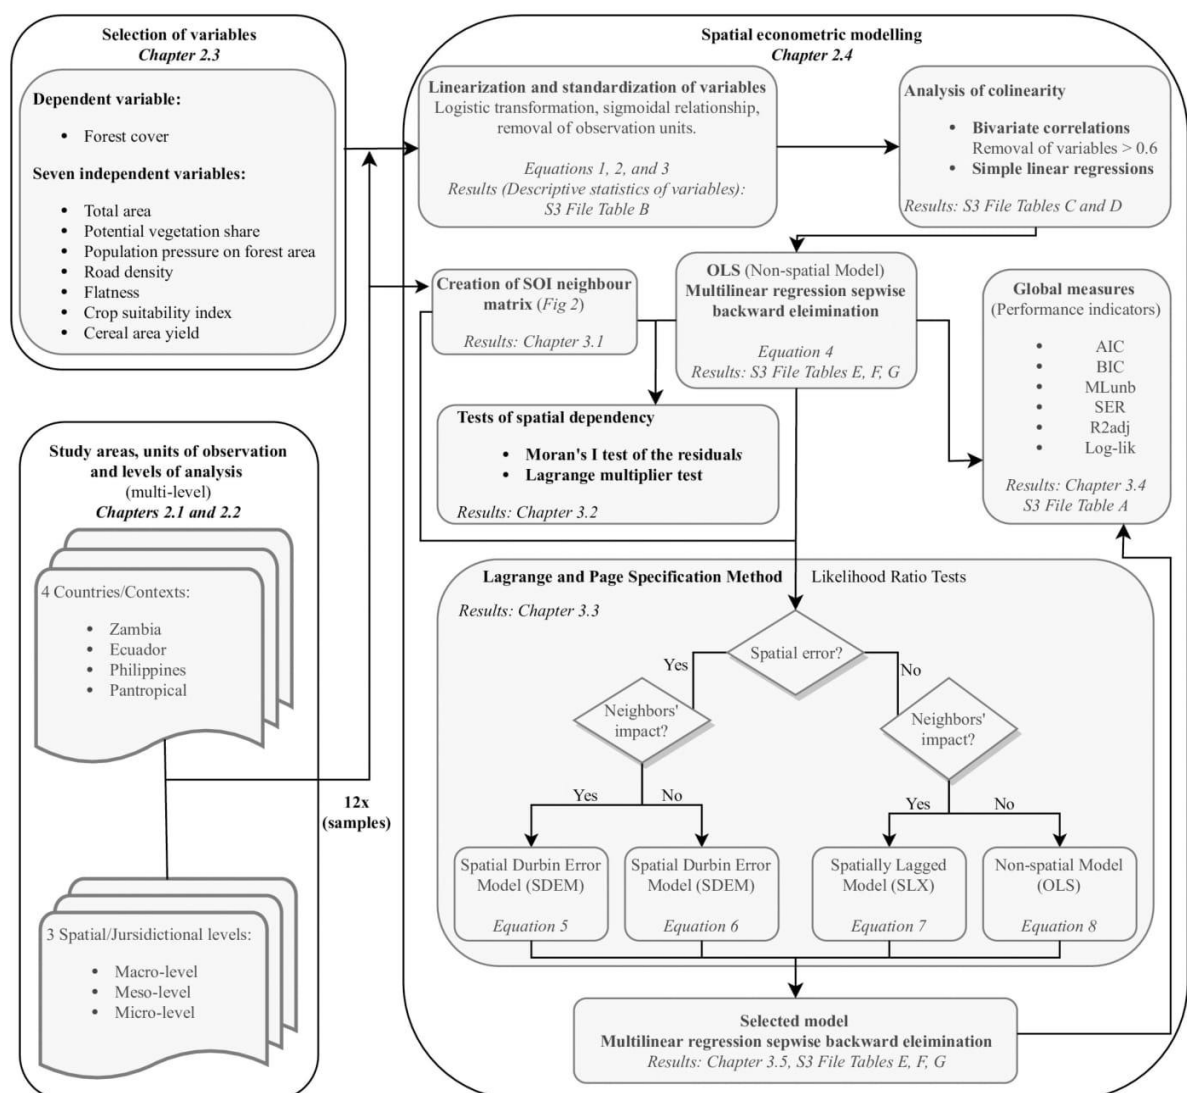 Selection of variables
Chapter 2.3
Dependent variable:
• Forest cover
Seven independent variables:
• Total area
• Potential vegetation share
• Population pressure on forest area
• Road density
• Flatness
• Crop suitability index
• Cereal area yield
Study areas, units of observation
and levels of analysis
(multi-level)
Chapters 2.1 and 2.2
4 Countries/Contexts:
• Zambia
• Ecuador
• Philippines
• Pantropical
12x
(samples)
3 Spatial/Jursidictional levels:
• Macro-level
• Meso-level
• Micro-level
Spatial econometric modelling
Chapter 2.4
Linearization and standardization of variables
Logistic transformation, sigmoidal relationship,
removal of observation units.
Equations 1, 2, and 3
Results (Descriptive statistics of variables):
S3 File Table B
Analysis of colinearity
• Bivariate correlations
Removal of variables > 0.6
• Simple linear regressions
Results: S3 File Tables C and D
Creation of SOI neighbour
matrix (Fig 2)
Results: Chapter 3.1
OLS (Non-spatial Model)
Multilinear regression sepwise
backward eleimination
Equation 4
Results: S3 File Tables E, F, G
Global measures
(Performance indicators)
• AIC
• BIC
• MLunb
• SER
• R2adj
• Log-lik
Results: Chapter 3.4
S3 File Table A
Tests of spatial dependency
• Moran's I test of the residuals
• Lagrange multiplier test
Results: Chapter 3.2
Lagrange and Page Specification Method
Likelihood Ratio Tests
Results: Chapter 3.3
Spatial error?
Yes
No
Neighbors'
impact?
Neighbors'
impact?
Yes
No
Yes
No
Spatial Durbin Error
Model (SDEM)
Equation 5
Spatial Durbin Error
Model (SDEM)
Equation 6
Spatially Lagged
Model (SLX)
Equation 7
Non-spatial Model
(OLS)
Equation 8
Selected model
Multilinear regression sepwise backward eleimination
Results: Chapter 3.5, S3 File Tables E, F, G